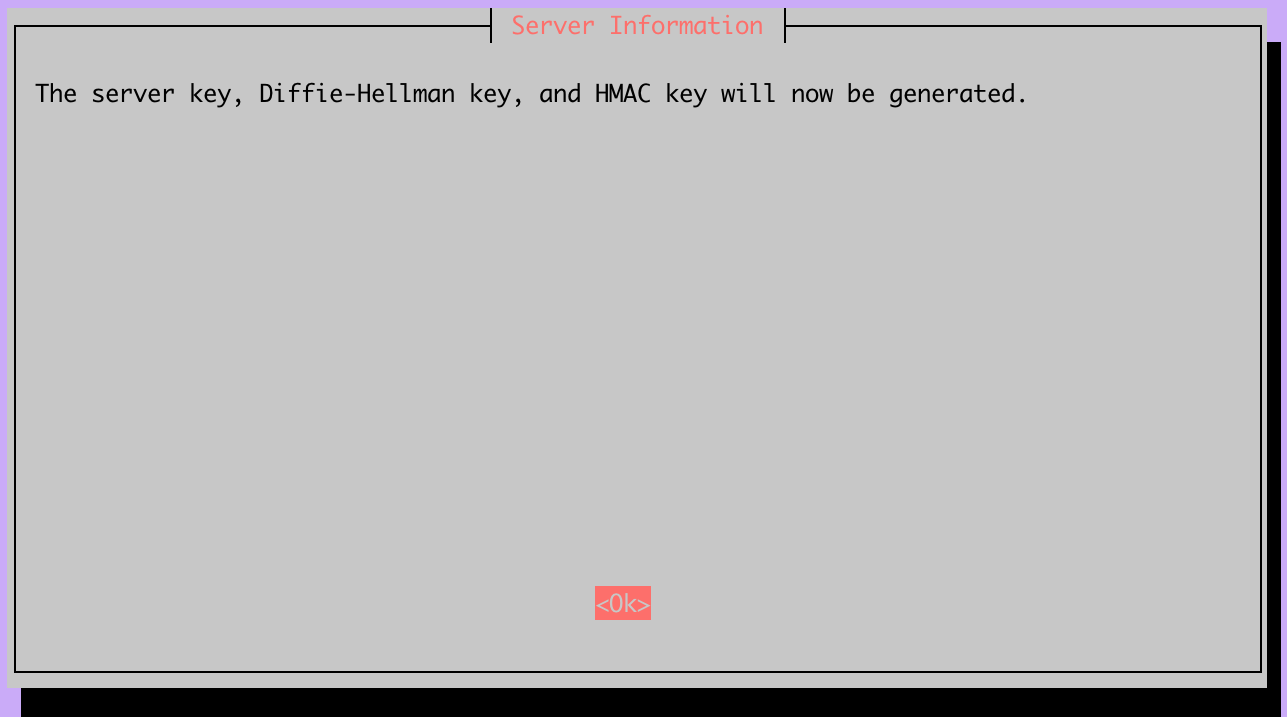 Server Information
The server key, Diffie-Hellman key, and HMAC key will now be generated.
<Ok>